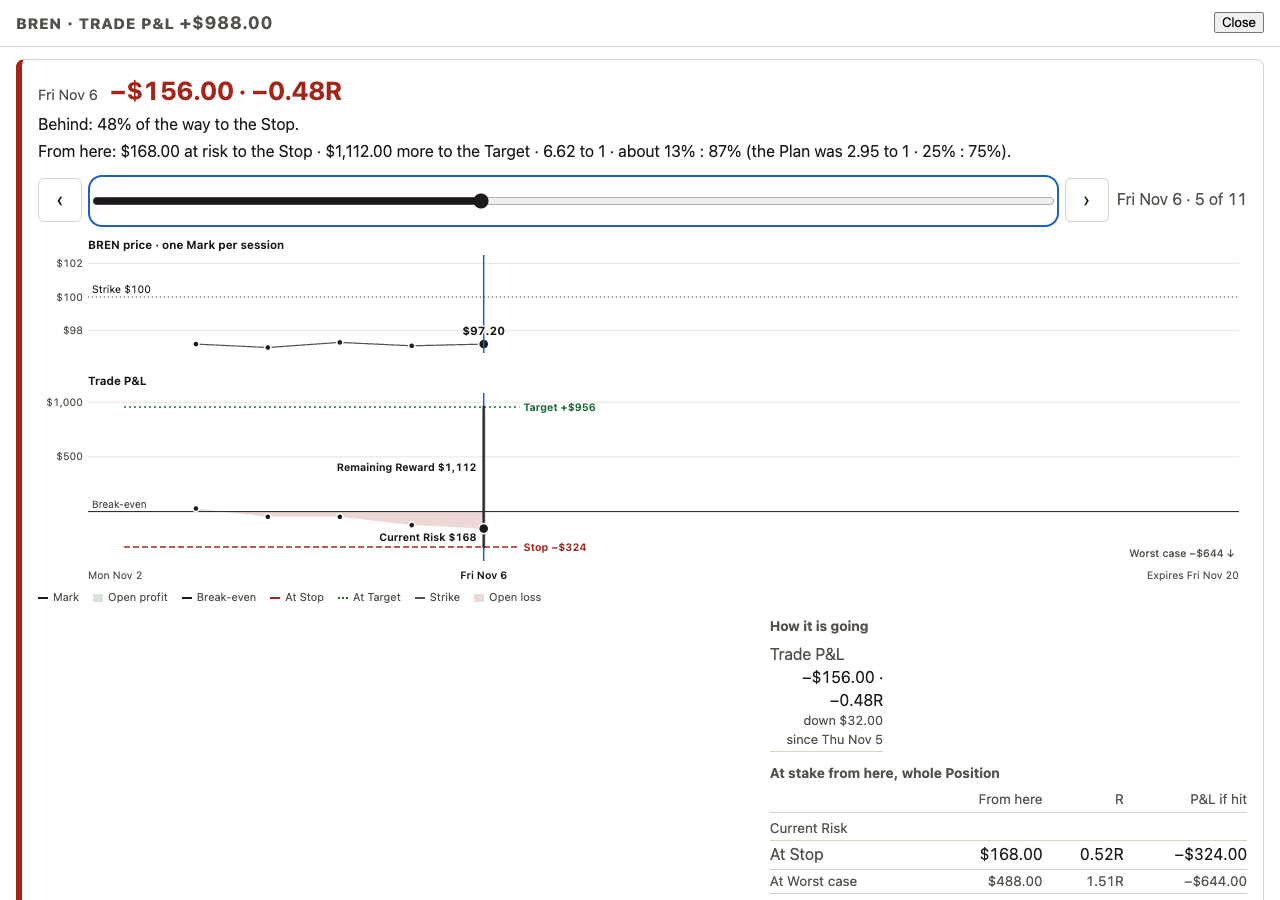 BREN · TRADE P&L +$988.00
Close
Fri Nov 6 −$156.00 · −0.48R
Behind: 48% of the way to the Stop.
From here: $168.00 at risk to the Stop · $1,112.00 more to the Target · 6.62 to 1 · about 13% : 87% (the Plan was 2.95 to 1 · 25% : 75%).
‹
›
Fri Nov 6 · 5 of 11
BREN price · one Mark per session
$102
Strike $100
$100
$98
$97.20
Trade P&L
$1,000
Target +$956
$500
Remaining Reward $1,112
Break-even
Current Risk $168
Stop −$324
Worst case −$644 ↓
Mon Nov 2
Fri Nov 6
Expires Fri Nov 20
Mark Open profit Break-even At Stop At Target Strike Open loss
How it is going
Trade P&L
−$156.00 ·
−0.48R
down $32.00
since Thu Nov 5
At stake from here, whole Position
From here R P&L if hit
Current Risk
At Stop $168.00 0.52R −$324.00
At Worst case $488.00 1.51R −$644.00